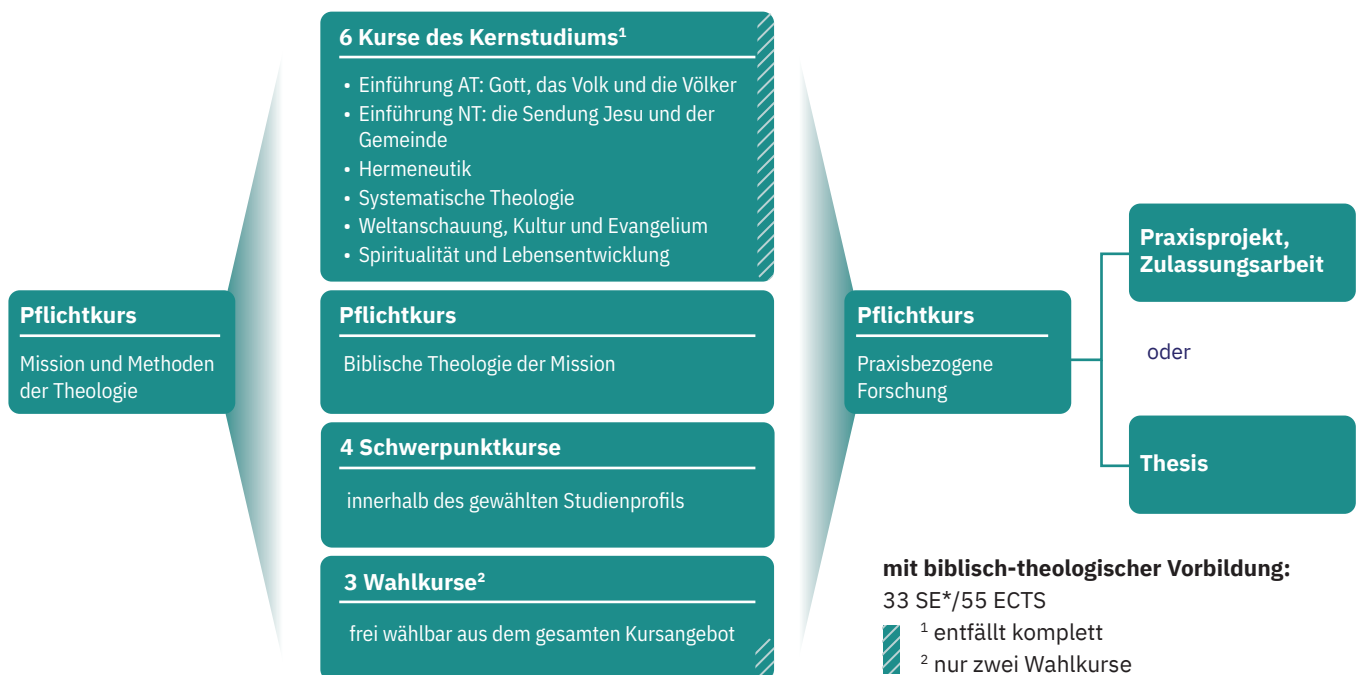 Pflichtkurs
Mission und Methoden
der Theologie
6 Kurse des Kernstudiums¹
• Einführung AT: Gott, das Volk und die Völker
• Einführung NT: die Sendung Jesu und der
Gemeinde
• Hermeneutik
• Systematische Theologie
• Weltanschauung, Kultur und Evangelium
• Spiritualität und Lebensentwicklung
Pflichtkurs
Biblische Theologie der Mission
4 Schwerpunktkurse
innerhalb des gewählten Studienprofils
3 Wahlkurse²
frei wählbar aus dem gesamten Kursangebot
Pflichtkurs
Praxisbezogene
Forschung
Praxisprojekt,
Zulassungsarbeit
oder
Thesis
mit biblisch-theologischer Vorbildung:
33 SE*/55 ECTS
¹ entfällt komplett
² nur zwei Wahlkurse